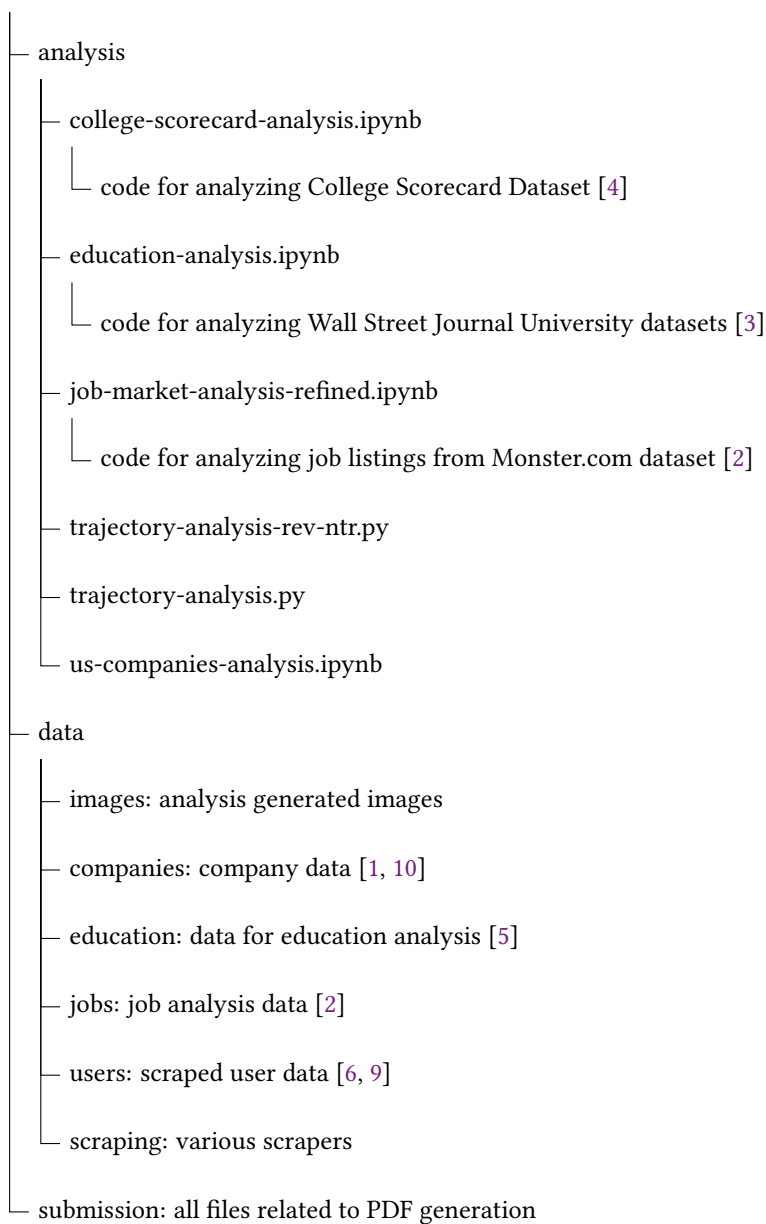 analysis
college-scorecard-analysis.ipynb
code for analyzing College Scorecard Dataset [4]
education-analysis.ipynb
code for analyzing Wall Street Journal University datasets [3]
job-market-analysis-refined.ipynb
code for analyzing job listings from Monster.com dataset [2]
trajectory-analysis-rev-ntr.py
trajectory-analysis.py
us-companies-analysis.ipynb
data
images: analysis generated images
companies: company data [1, 10]
education: data for education analysis [5]
jobs: job analysis data [2]
users: scraped user data [6, 9]
scraping: various scrapers
submission: all files related to PDF generation